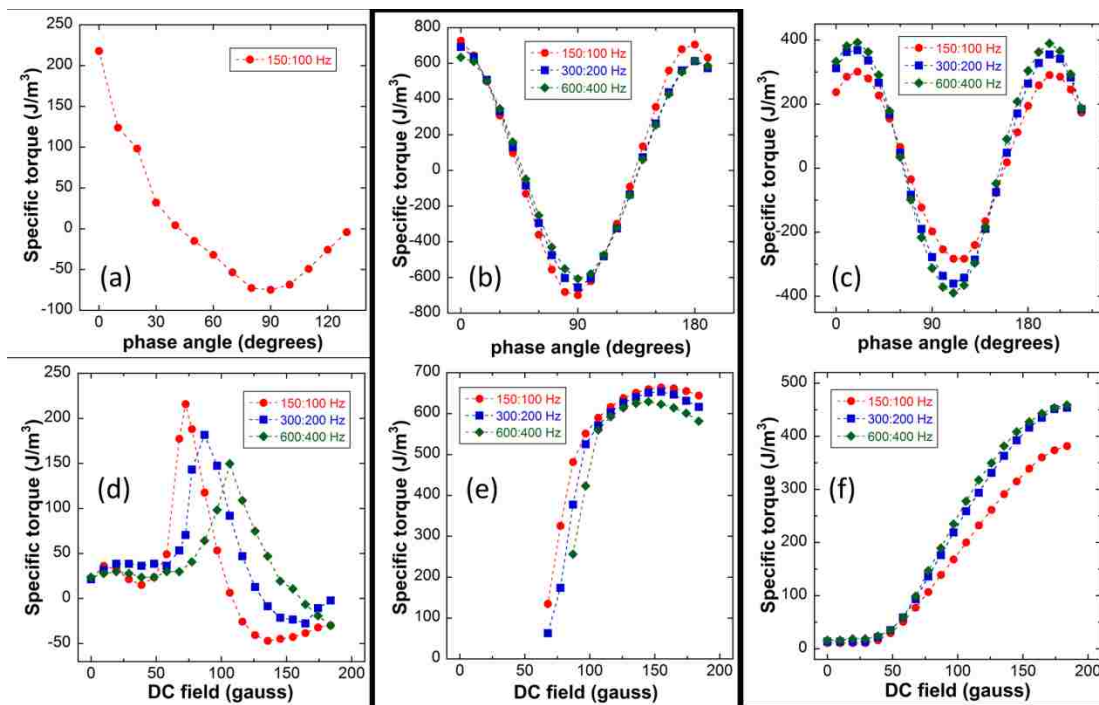 250
200
150
100
50
0
-50
-100
Specific torque (J/m³)
150:100 Hz
(a)
0 30 60 90 120
phase angle (degrees)
800
600
400
200
0
-200
-400
-600
-800
Specific torque (J/m³)
150:100 Hz
300:200 Hz
600:400 Hz
(b)
0 90 180
phase angle (degrees)
400
200
0
-200
-400
Specific torque (J/m³)
150:100 Hz
300:200 Hz
600:400 Hz
(c)
0 90 180
phase angle (degrees)
250
200
150
100
50
0
-50
Specific torque (J/m³)
150:100 Hz
300:200 Hz
600:400 Hz
(d)
0 50 100 150 200
DC field (gauss)
700
600
500
400
300
200
100
0
Specific torque (J/m³)
150:100 Hz
300:200 Hz
600:400 Hz
(e)
0 50 100 150 200
DC field (gauss)
500
400
300
200
100
0
Specific torque (J/m³)
150:100 Hz
300:200 Hz
600:400 Hz
(f)
0 50 100 150 200
DC field (gauss)